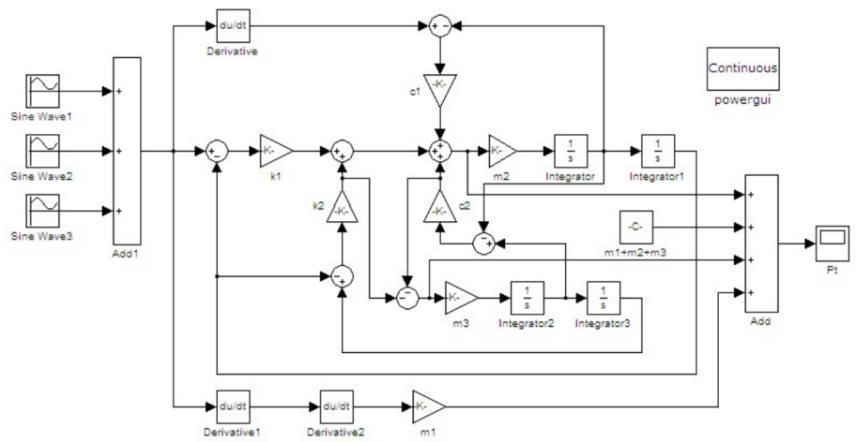 du/dt
Derivative
Continuous
powergui
c1
-K-
Sine Wave1
Sine Wave2
Sine Wave3
Add1
-K-
k1
-K-
m2
1
s
Integrator
1
s
Integrator1
k2
-K-
-K-
c2
-C-
m1+m2+m3
Pt
-K-
m3
1
s
Integrator2
1
s
Integrator3
Add
du/dt
Derivative1
du/dt
Derivative2
-K-
m1